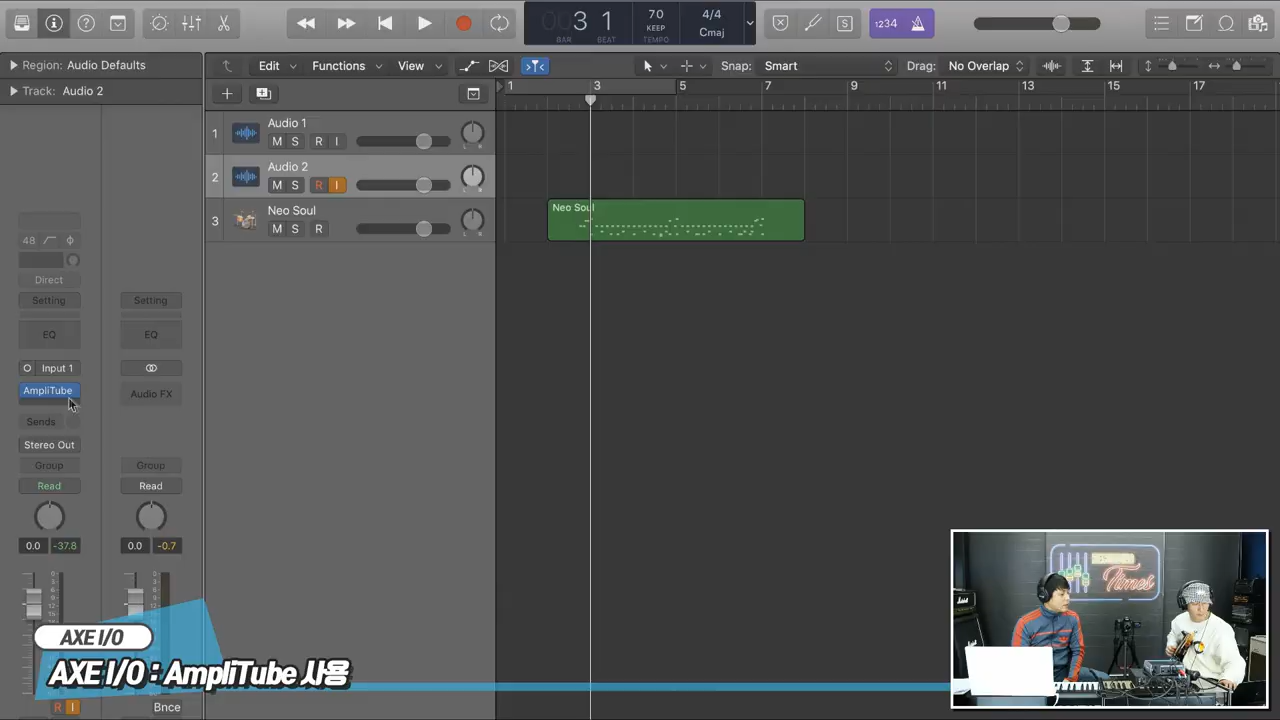 3 1
BAR BEAT
70
KEEP
TEMPO
4/4
Cmaj
S
1234
Region: Audio Defaults
Edit
Functions
View
Snap: Smart
Drag: No Overlap
Track: Audio 2
1 3 5 7 9 11 13 15 17
1 Audio 1
M S R I
2 Audio 2
M S R I
3 Neo Soul
M S R
Neo Soul
48
Direct
Setting
Setting
EQ
EQ
Input 1
AmpliTube
Audio FX
Sends
Stereo Out
Group
Group
Read
Read
0.0 -37.8
0.0 -0.7
R I
Bnce
Times
AXE I/O
AXE I/O : AmpliTube 사용